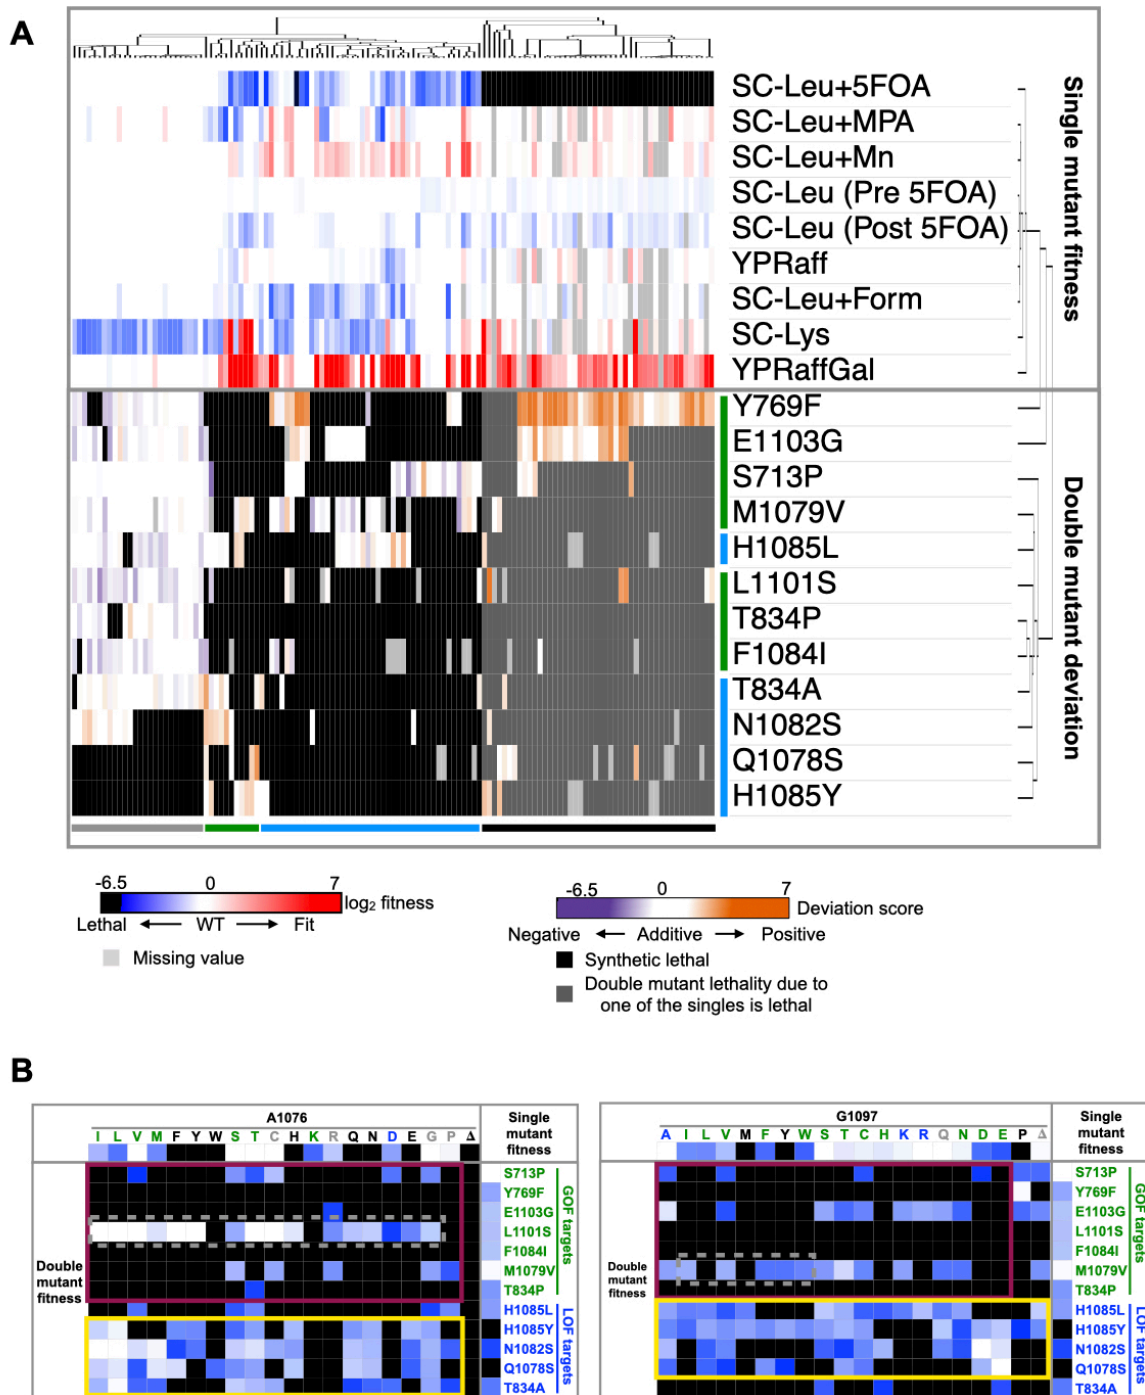 A
SC-Leu+5FOA
SC-Leu+MPA
SC-Leu+Mn
SC-Leu (Pre 5FOA)
SC-Leu (Post 5FOA)
YPRaff
SC-Leu+Form
SC-Lys
YPRaffGal
Single mutant fitness
Y769F
E1103G
S713P
M1079V
H1085L
L1101S
T834P
F1084I
T834A
N1082S
Q1078S
H1085Y
Double mutant deviation
-6.5 0 7
log₂ fitness
Lethal ← WT → Fit
Missing value
-6.5 0 7
Deviation score
Negative ← Additive → Positive
Synthetic lethal
Double mutant lethality due to
one of the singles is lethal
B
A1076
I L V M F Y W S T C H K R Q N D E G P Δ
Single
mutant
fitness
Double
mutant
fitness
S713P
Y769F
E1103G
L1101S
F1084I
M1079V
T834P
H1085L
H1085Y
N1082S
Q1078S
T834A
GOF targets
LOF targets
G1097
A I L V M F Y W S T C H K R Q N D E P Δ
Single
mutant
fitness
Double
mutant
fitness
S713P
Y769F
E1103G
L1101S
F1084I
M1079V
T834P
H1085L
H1085Y
N1082S
Q1078S
T834A
GOF targets
LOF targets